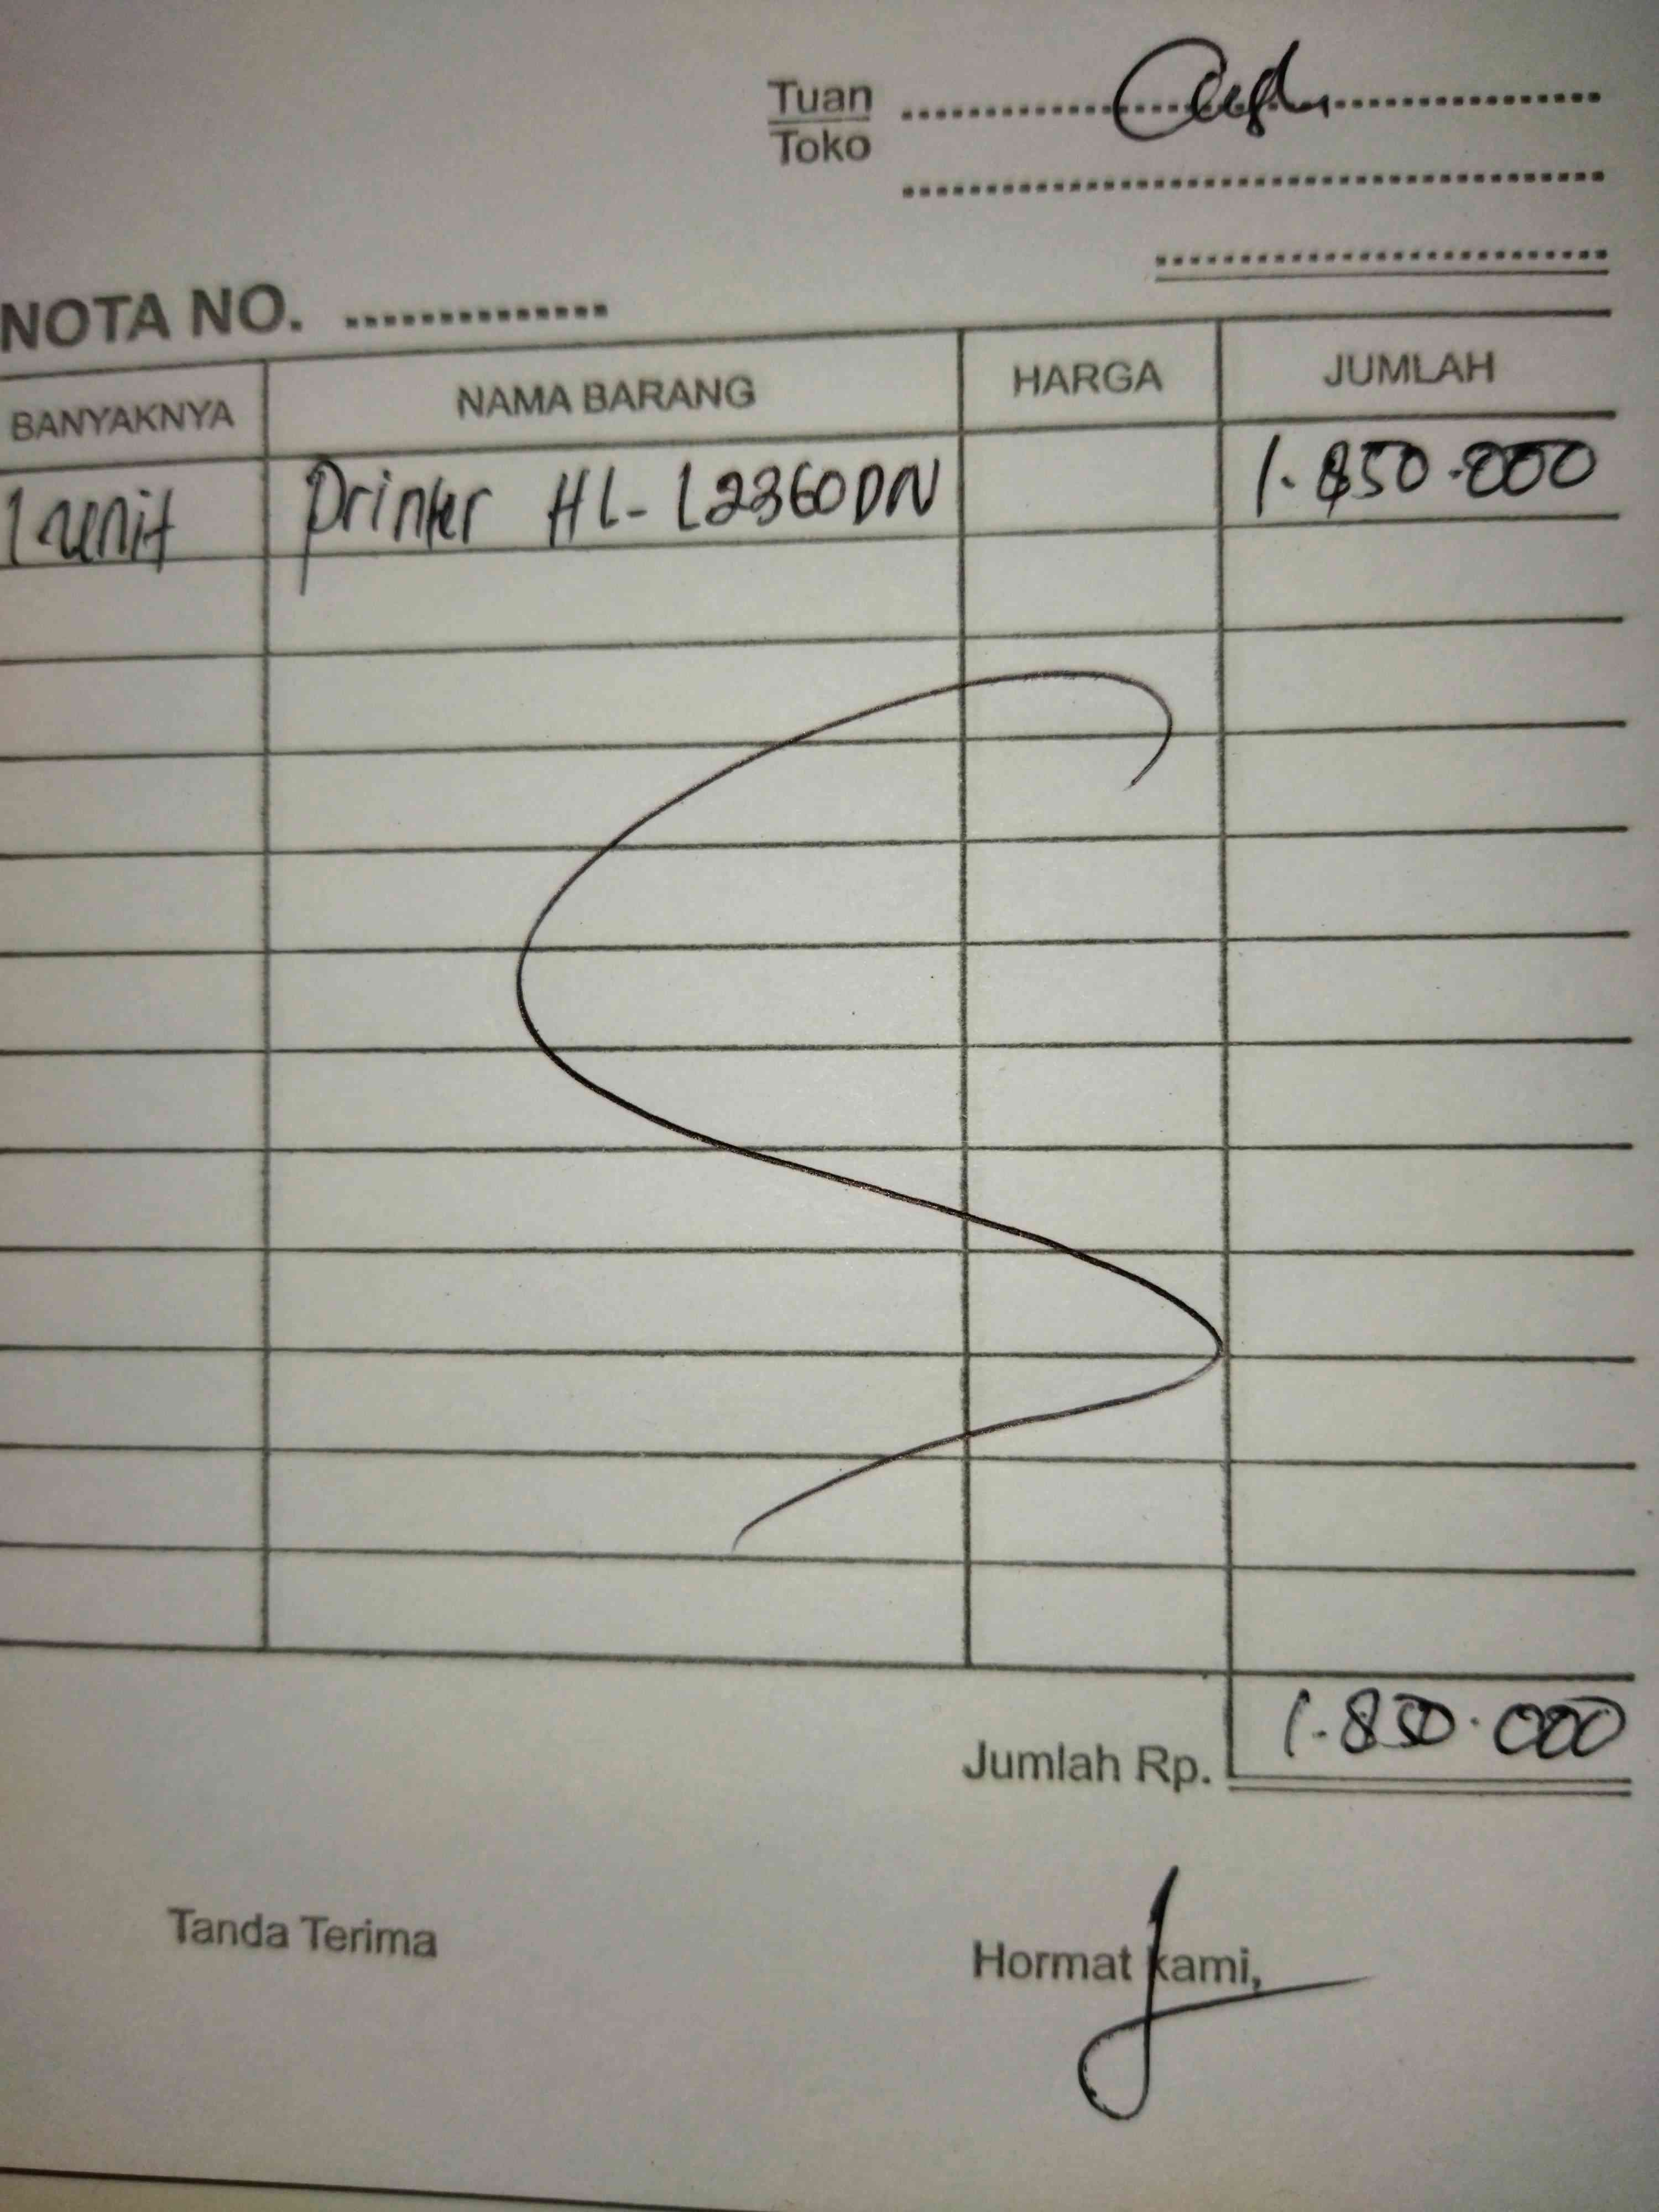 Tuan Cash
Toko
NOTA NO.
BANYAKNYA NAMA BARANG HARGA JUMLAH
1 unit Printer HL-L2360DN 1.850.000
Jumlah Rp. 1.850.000
Tanda Terima Hormat kami,